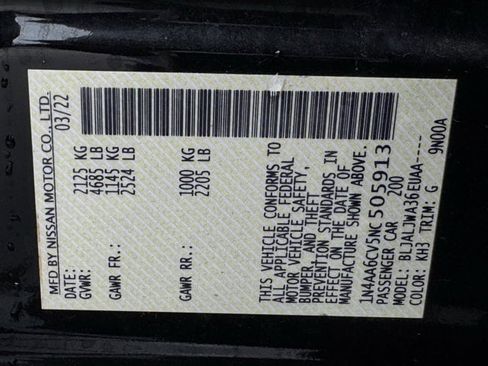 MFD BY NISSAN MOTOR CO., LTD.
DATE: 03/22
GVWR: 2125 KG
4685 LB
GAWR FR.: 1145 KG
2524 LB
GAWR RR.: 1000 KG
2205 LB
THIS VEHICLE CONFORMS TO
ALL APPLICABLE FEDERAL
MOTOR VEHICLE SAFETY,
BUMPER, AND THEFT
PREVENTION STANDARDS IN
EFFECT ON THE DATE OF
MANUFACTURE SHOWN ABOVE.
1N4AA6CV5NC505913
PASSENGER CAR 200
MODEL: BLJALJWA36EUAA-----
COLOR: KH3 TRIM: G 9N00A